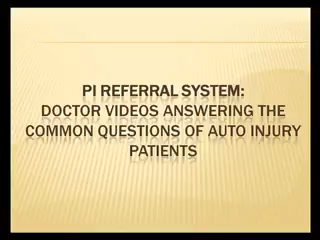 PI REFERRAL SYSTEM:
DOCTOR VIDEOS ANSWERING THE
COMMON QUESTIONS OF AUTO INJURY
PATIENTS